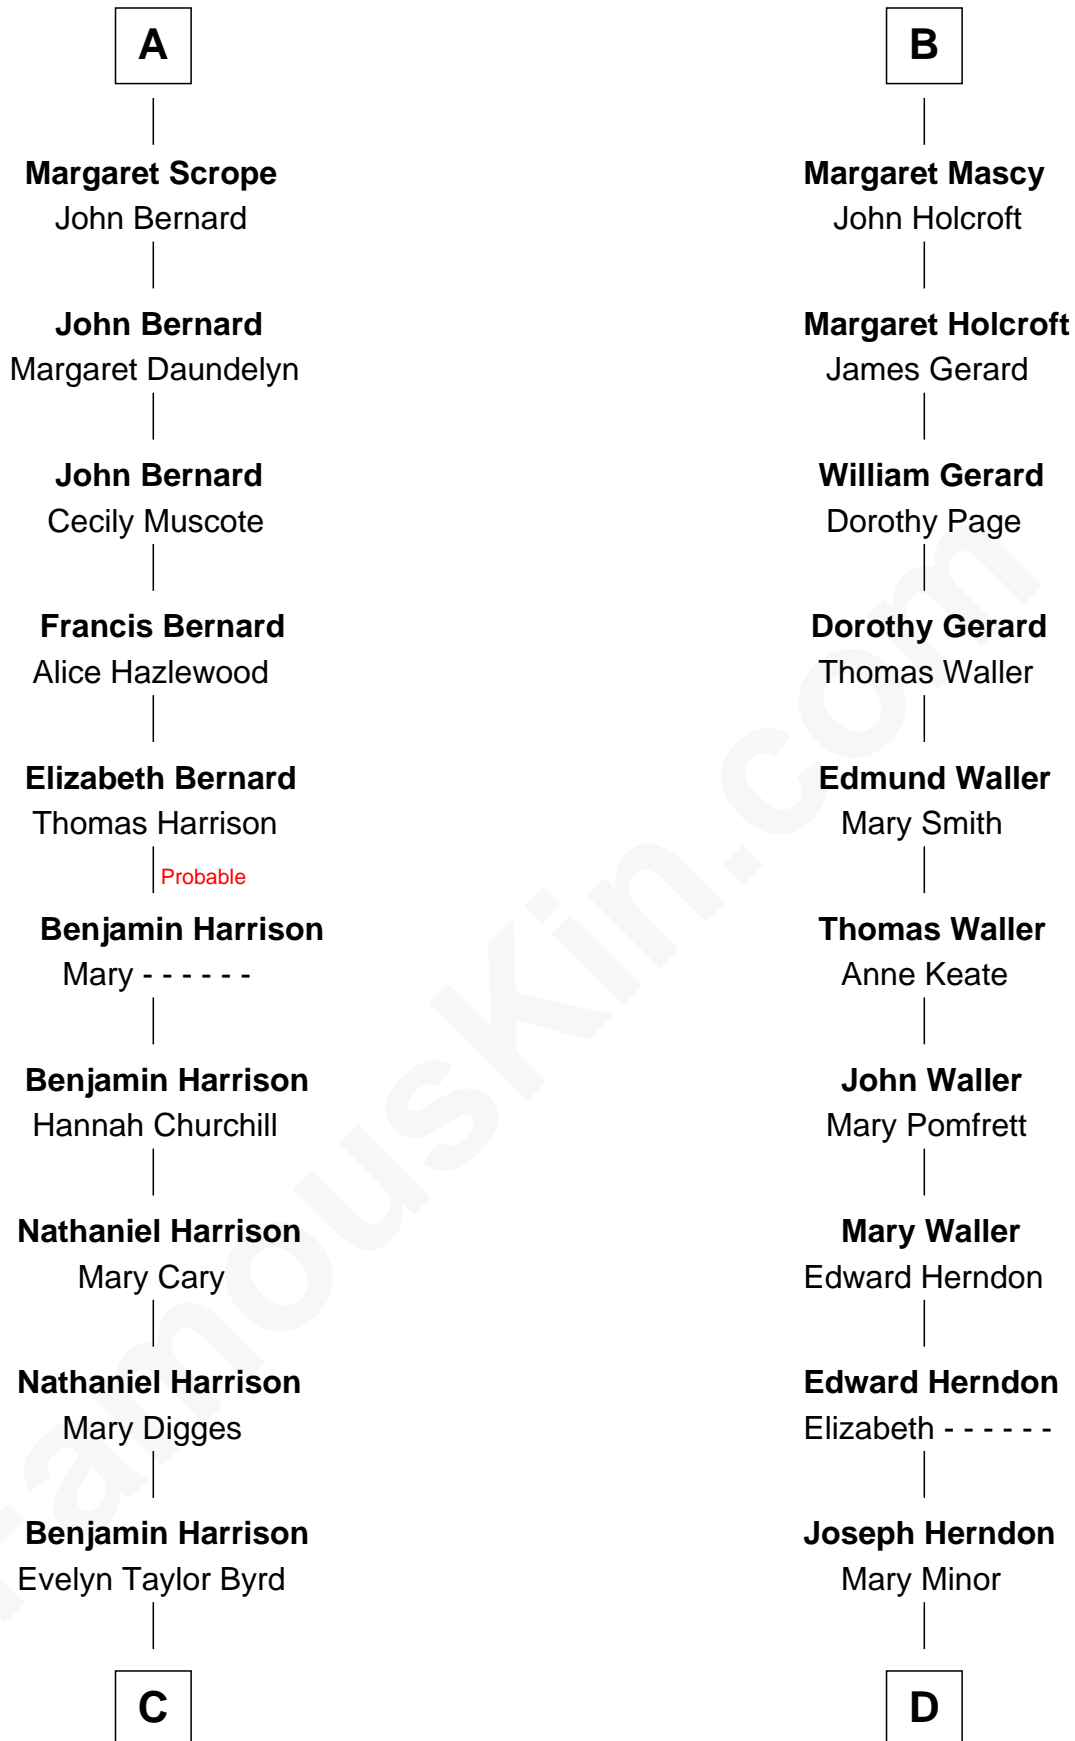 A
Margaret Scrope
John Bernard
John Bernard
Margaret Daundelyn
John Bernard
Cecily Muscote
Francis Bernard
Alice Hazlewood
Elizabeth Bernard
Thomas Harrison
Probable
Benjamin Harrison
Mary - - - - - -
Benjamin Harrison
Hannah Churchill
Nathaniel Harrison
Mary Cary
Nathaniel Harrison
Mary Digges
Benjamin Harrison
Evelyn Taylor Byrd
C
B
Margaret Mascy
John Holcroft
Margaret Holcroft
James Gerard
William Gerard
Dorothy Page
Dorothy Gerard
Thomas Waller
Edmund Waller
Mary Smith
Thomas Waller
Anne Keate
John Waller
Mary Pomfrett
Mary Waller
Edward Herndon
Edward Herndon
Elizabeth - - - - - -
Joseph Herndon
Mary Minor
D
FamousKin.com